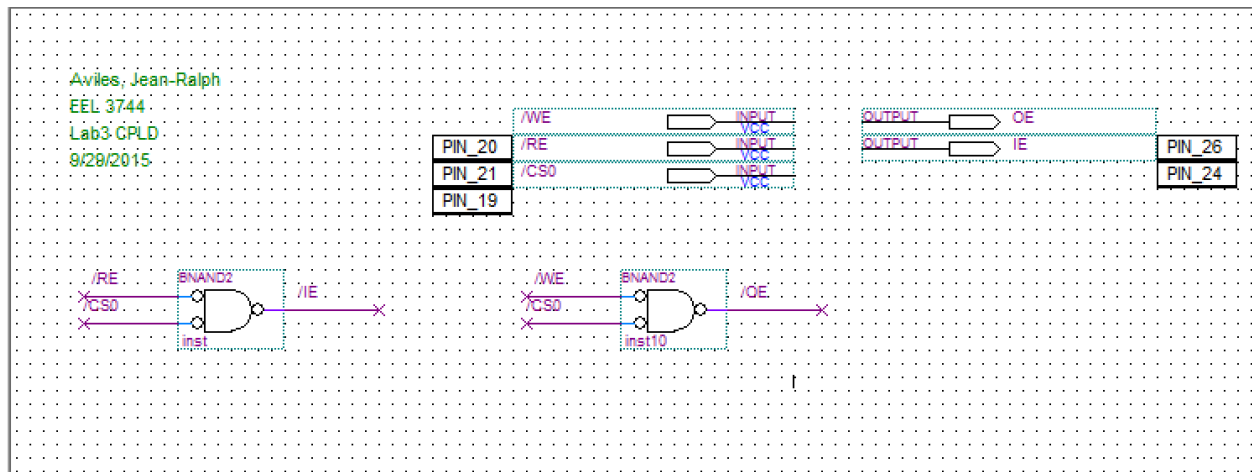 Aviles, Jean-Ralph
EEL 3744
Lab3 CPLD
9/29/2015
/WE INPUT VCC
OUTPUT OE
PIN_20 /RE INPUT VCC
OUTPUT IE PIN_26
PIN_21 /CS0 INPUT VCC
PIN_24
PIN_19
/RE BNAND2 /IE
/CS0
inst
/WE BNAND2 /OE
/CS0
inst10